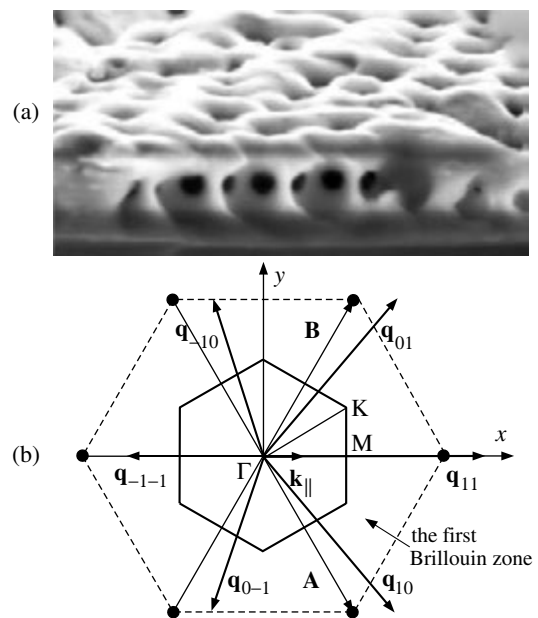 (a)
y
q₋₁₀
B
q₀₁
K
(b)
M
x
q₋₁₋₁
Γ
k∥
q₁₁
the first
Brillouin zone
q₀₋₁
A
q₁₀